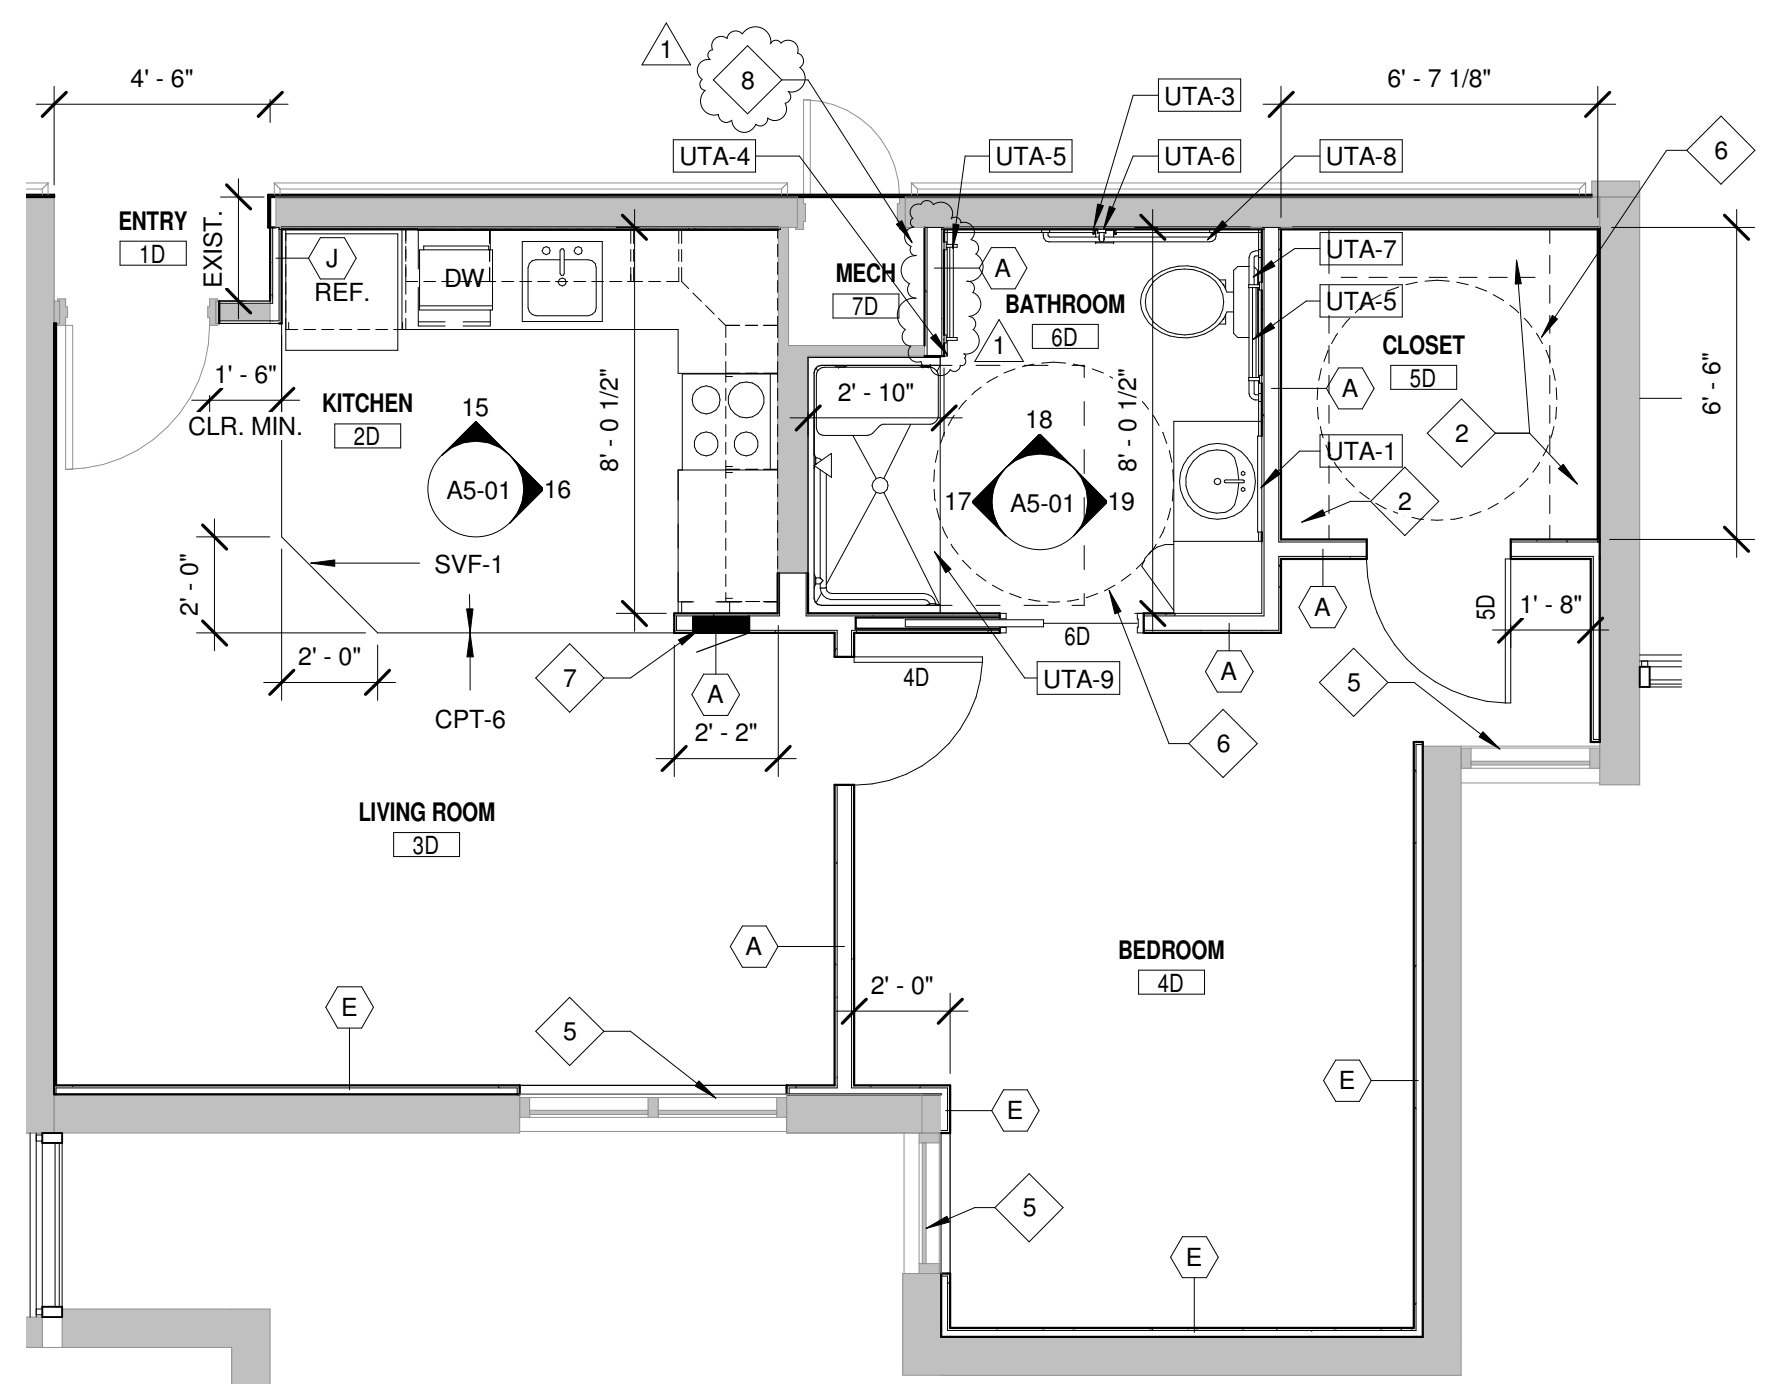 1
8
4' - 6"
6' - 7 1/8"
UTA-3
UTA-4
UTA-5
UTA-6
UTA-8
6
ENTRY
1D
EXIST.
J
REF.
DW
MECH
7D
A
BATHROOM
6D
1
UTA-7
UTA-5
CLOSET
5D
A
6' - 6"
1' - 6"
CLR. MIN.
KITCHEN
2D
15
A5-01
16
8' - 0 1/2"
2' - 10"
8' - 0 1/2"
18
17
A5-01
19
2
UTA-1
2
2' - 0"
SVF-1
2' - 0"
CPT-6
7
A
2' - 2"
4D
6D
UTA-9
A
6
A
5D
1' - 8"
5
LIVING ROOM
3D
A
BEDROOM
4D
2' - 0"
E
5
E
E
5
E